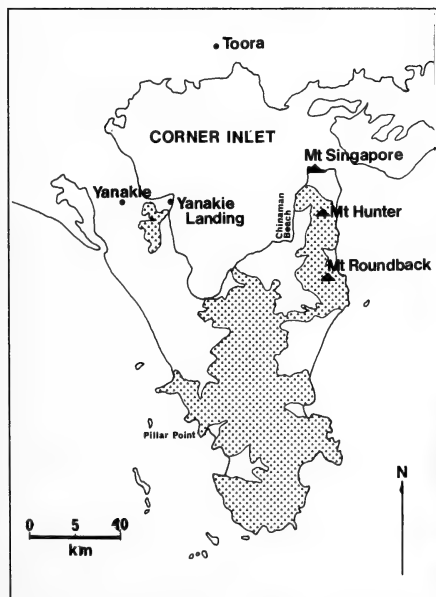 Toora
CORNER INLET
Mt Singapore
Yanakie
Yanakie
Landing
Chinaman
Beach
Mt Hunter
Mt Roundback
Pillar Point
N
0 5 10
km